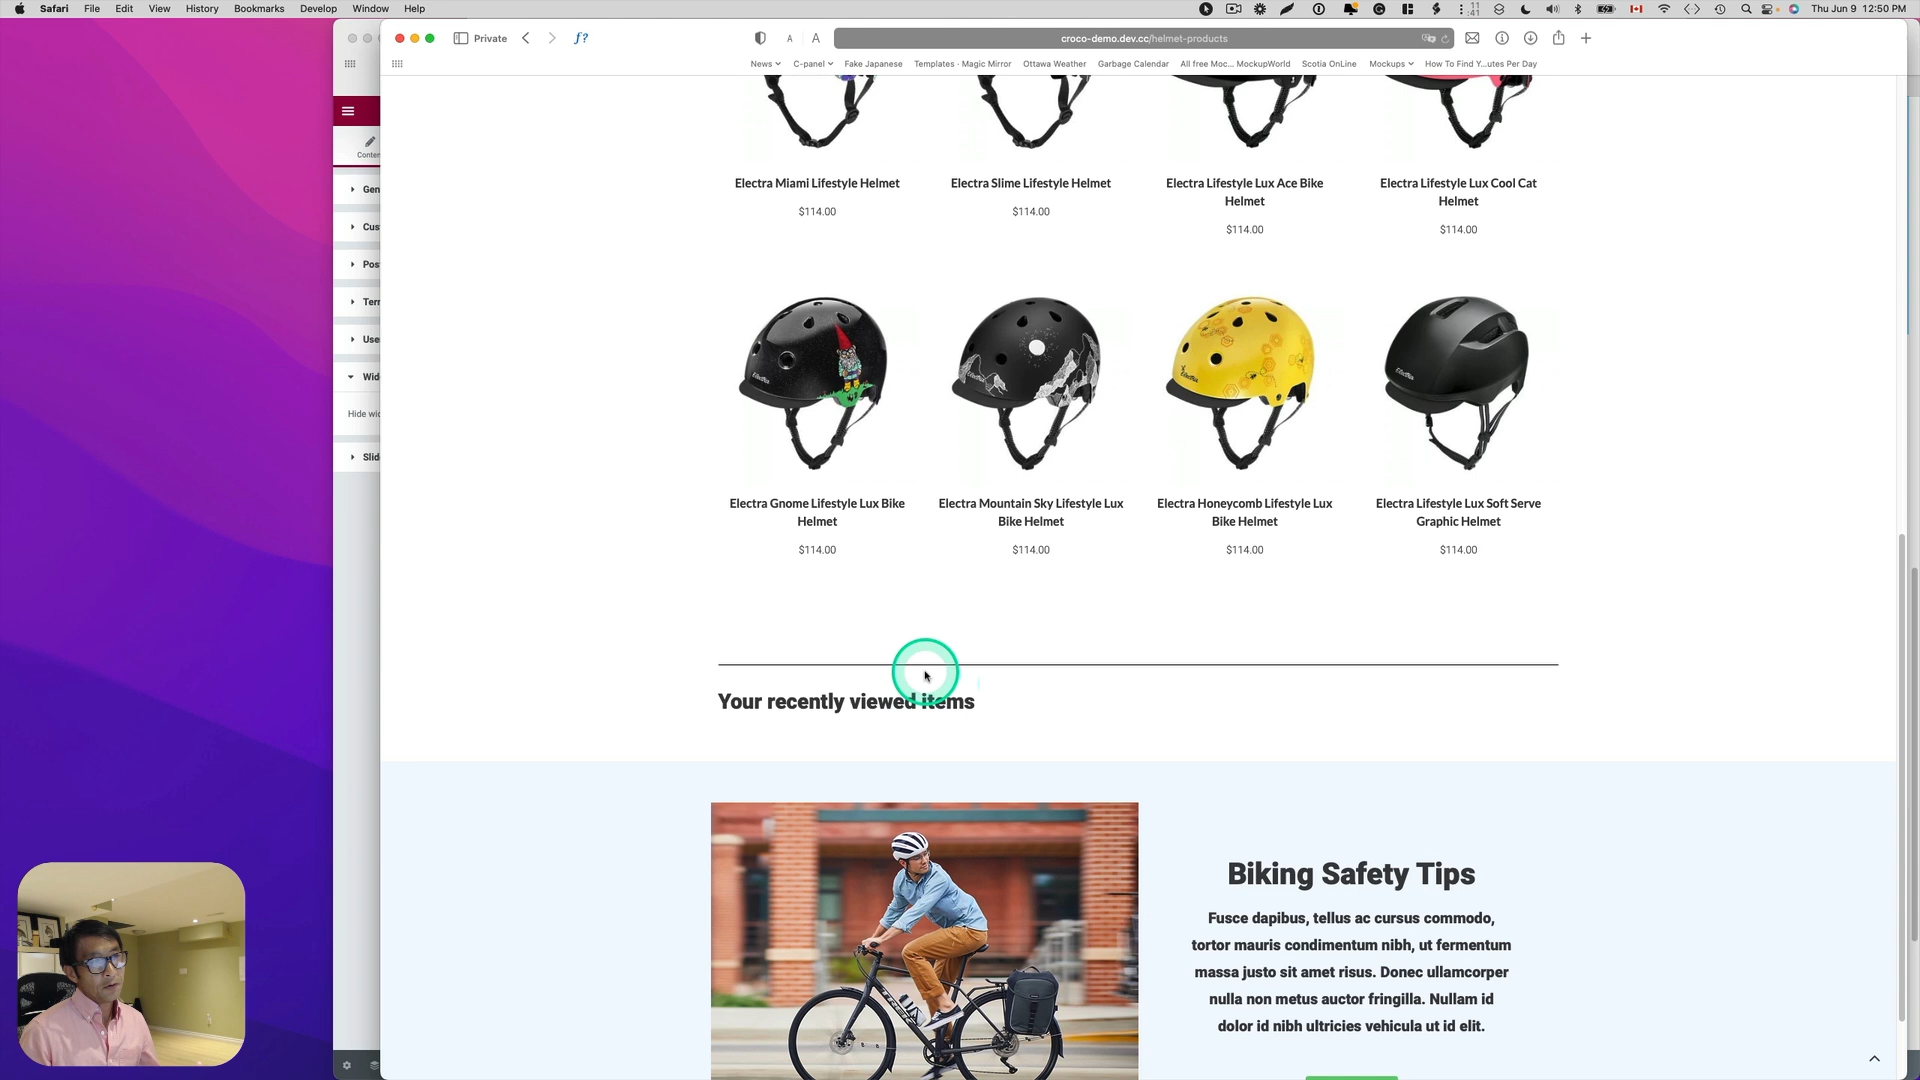 Safari File Edit View History Bookmarks Develop Window Help
11
41
Thu Jun 9 12:50 PM
Private
f?
A A
croco-demo.dev.cc/helmet-products
News C-panel Fake Japanese Templates · Magic Mirror Ottawa Weather Garbage Calendar All free Moc... MockupWorld Scotia OnLine Mockups How To Find Y...utes Per Day
Conten
Gen
Cus
Pos
Terr
Use
Wid
Hide wid
Slid
Electra Miami Lifestyle Helmet
$114.00
Electra Slime Lifestyle Helmet
$114.00
Electra Lifestyle Lux Ace Bike
Helmet
$114.00
Electra Lifestyle Lux Cool Cat
Helmet
$114.00
Electra
Electra
Electra
Electra Gnome Lifestyle Lux Bike
Helmet
$114.00
Electra Mountain Sky Lifestyle Lux
Bike Helmet
$114.00
Electra Honeycomb Lifestyle Lux
Bike Helmet
$114.00
Electra Lifestyle Lux Soft Serve
Graphic Helmet
$114.00
Your recently viewed items
TREK
Biking Safety Tips
Fusce dapibus, tellus ac cursus commodo,
tortor mauris condimentum nibh, ut fermentum
massa justo sit amet risus. Donec ullamcorper
nulla non metus auctor fringilla. Nullam id
dolor id nibh ultricies vehicula ut id elit.